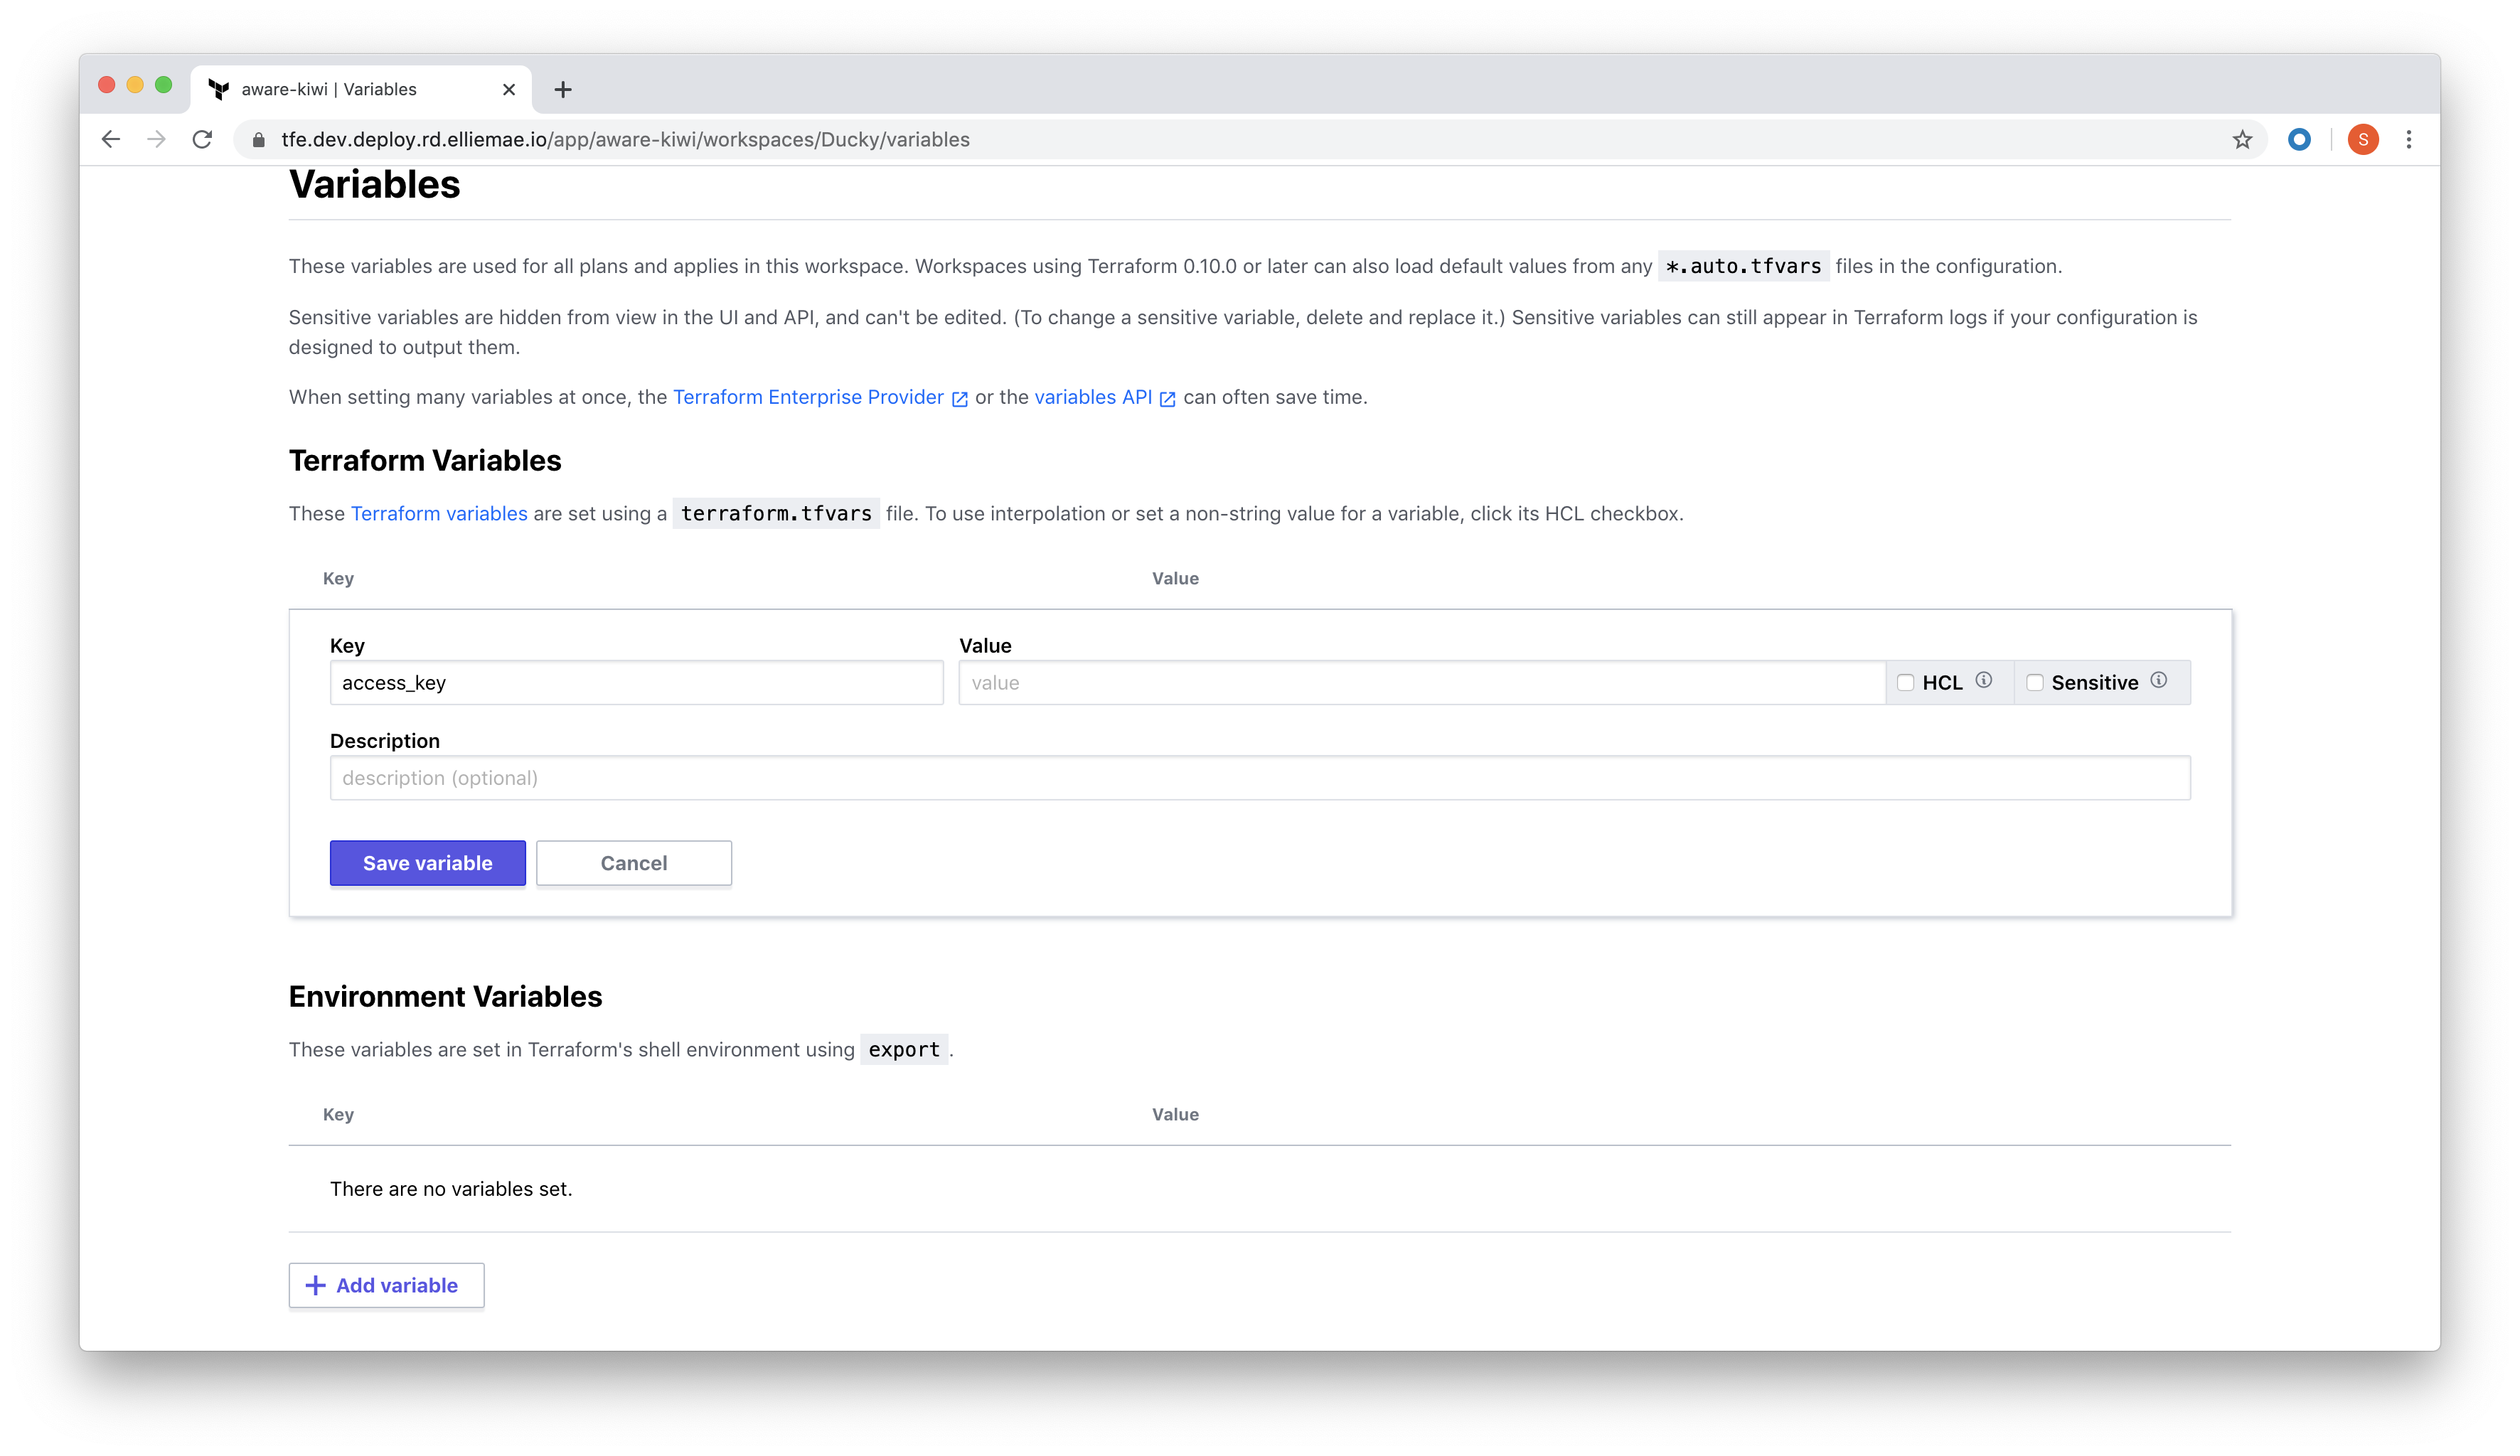 aware-kiwi | Variables
tfe.dev.deploy.rd.elliemae.io/app/aware-kiwi/workspaces/Ducky/variables
S
Variables
These variables are used for all plans and applies in this workspace. Workspaces using Terraform 0.10.0 or later can also load default values from any *.auto.tfvars files in the configuration.
Sensitive variables are hidden from view in the UI and API, and can't be edited. (To change a sensitive variable, delete and replace it.) Sensitive variables can still appear in Terraform logs if your configuration is
designed to output them.
When setting many variables at once, the Terraform Enterprise Provider or the variables API can often save time.
Terraform Variables
These Terraform variables are set using a terraform.tfvars file. To use interpolation or set a non-string value for a variable, click its HCL checkbox.
Key Value
Key Value
access_key value HCL Sensitive
Description
description (optional)
Save variable Cancel
Environment Variables
These variables are set in Terraform's shell environment using export.
Key Value
There are no variables set.
Add variable